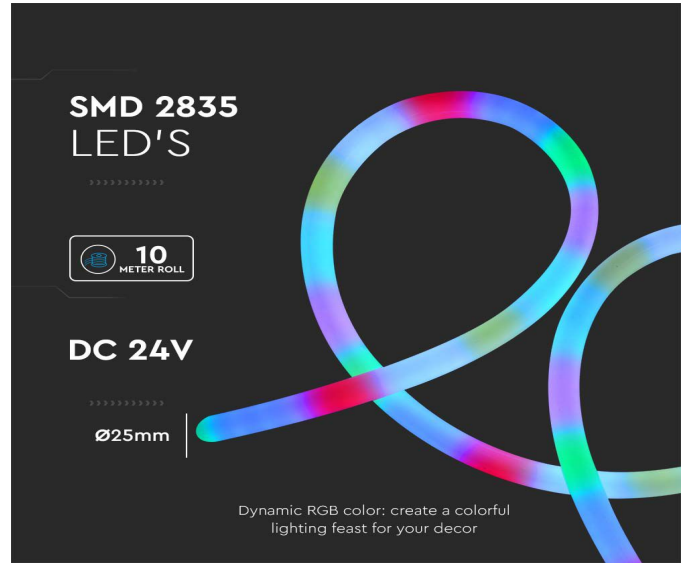 SMD 2835
LED'S
10
METER ROLL
DC 24V
Ø25mm
Dynamic RGB color: create a colorful
lighting feast for your decor